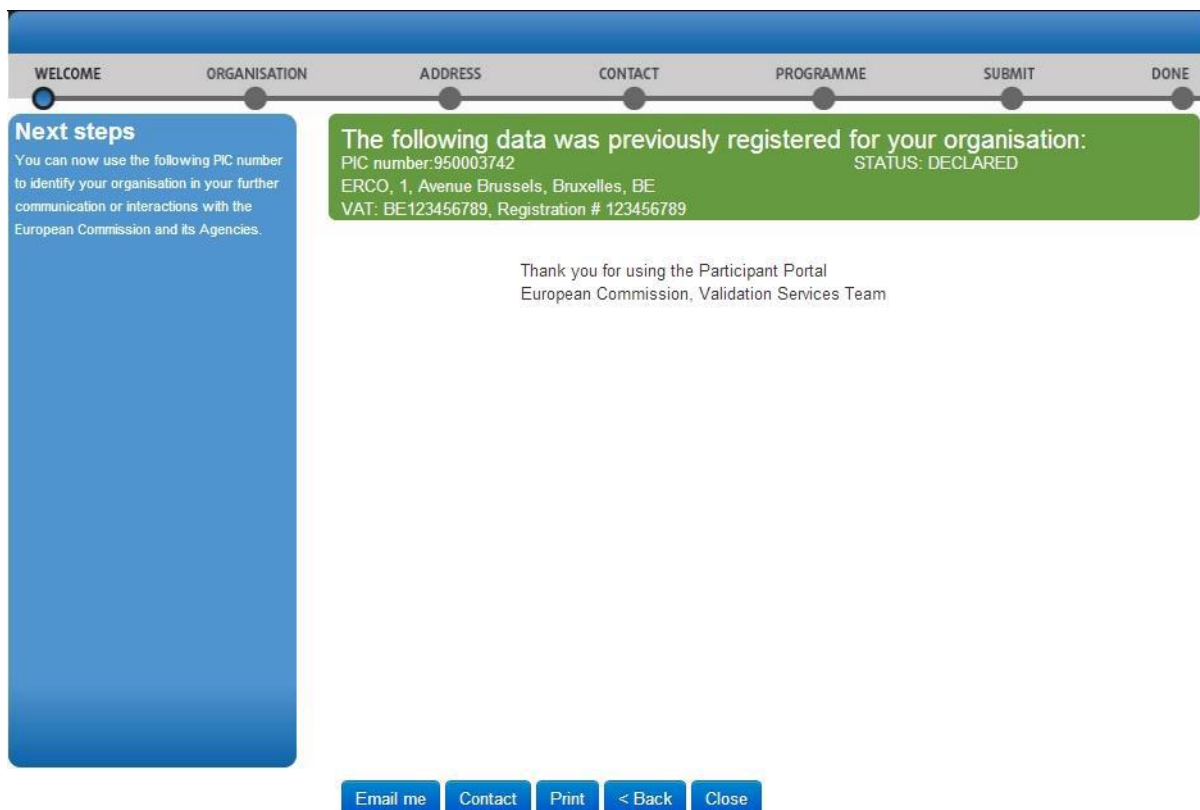 WELCOME ORGANISATION ADDRESS CONTACT PROGRAMME SUBMIT DONE
Next steps
You can now use the following PIC number
to identify your organisation in your further
communication or interactions with the
European Commission and its Agencies.
The following data was previously registered for your organisation:
PIC number:950003742 STATUS: DECLARED
ERCO, 1, Avenue Brussels, Bruxelles, BE
VAT: BE123456789, Registration # 123456789
Thank you for using the Participant Portal
European Commission, Validation Services Team
Email me Contact Print < Back Close